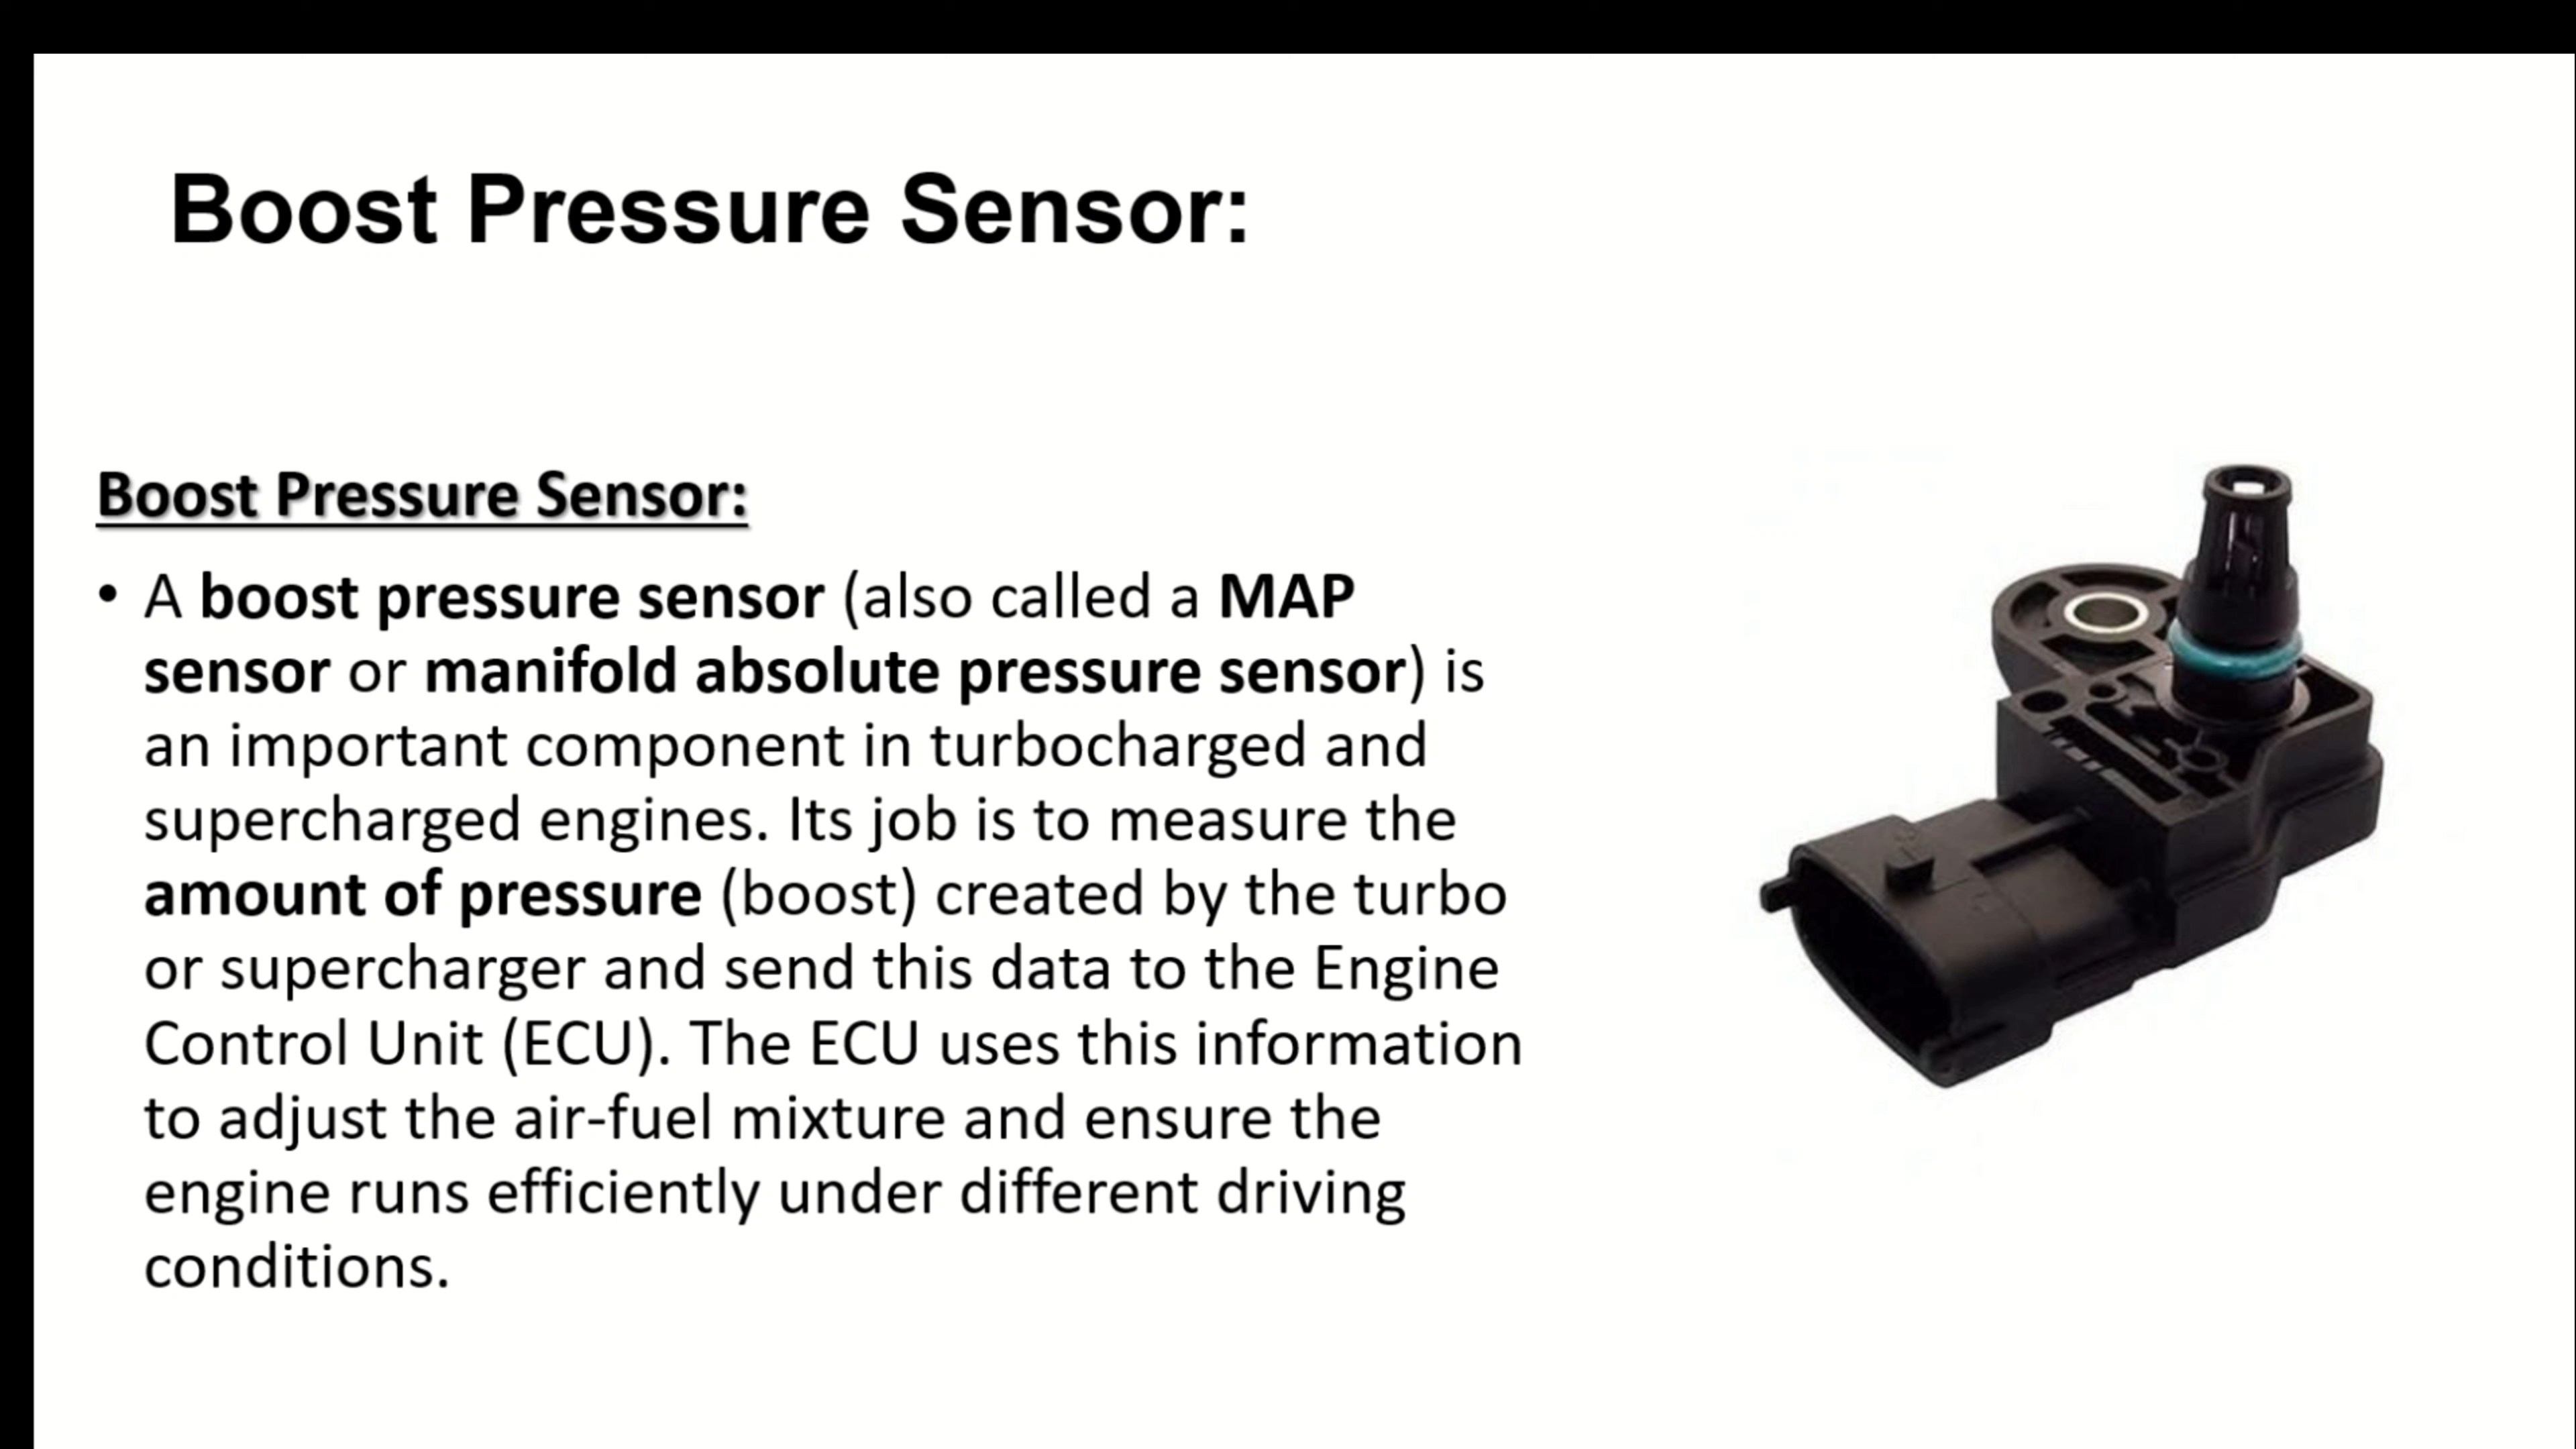 Boost Pressure Sensor:
Boost Pressure Sensor:
• A boost pressure sensor (also called a MAP
sensor or manifold absolute pressure sensor) is
an important component in turbocharged and
supercharged engines. Its job is to measure the
amount of pressure (boost) created by the turbo
or supercharger and send this data to the Engine
Control Unit (ECU). The ECU uses this information
to adjust the air-fuel mixture and ensure the
engine runs efficiently under different driving
conditions.